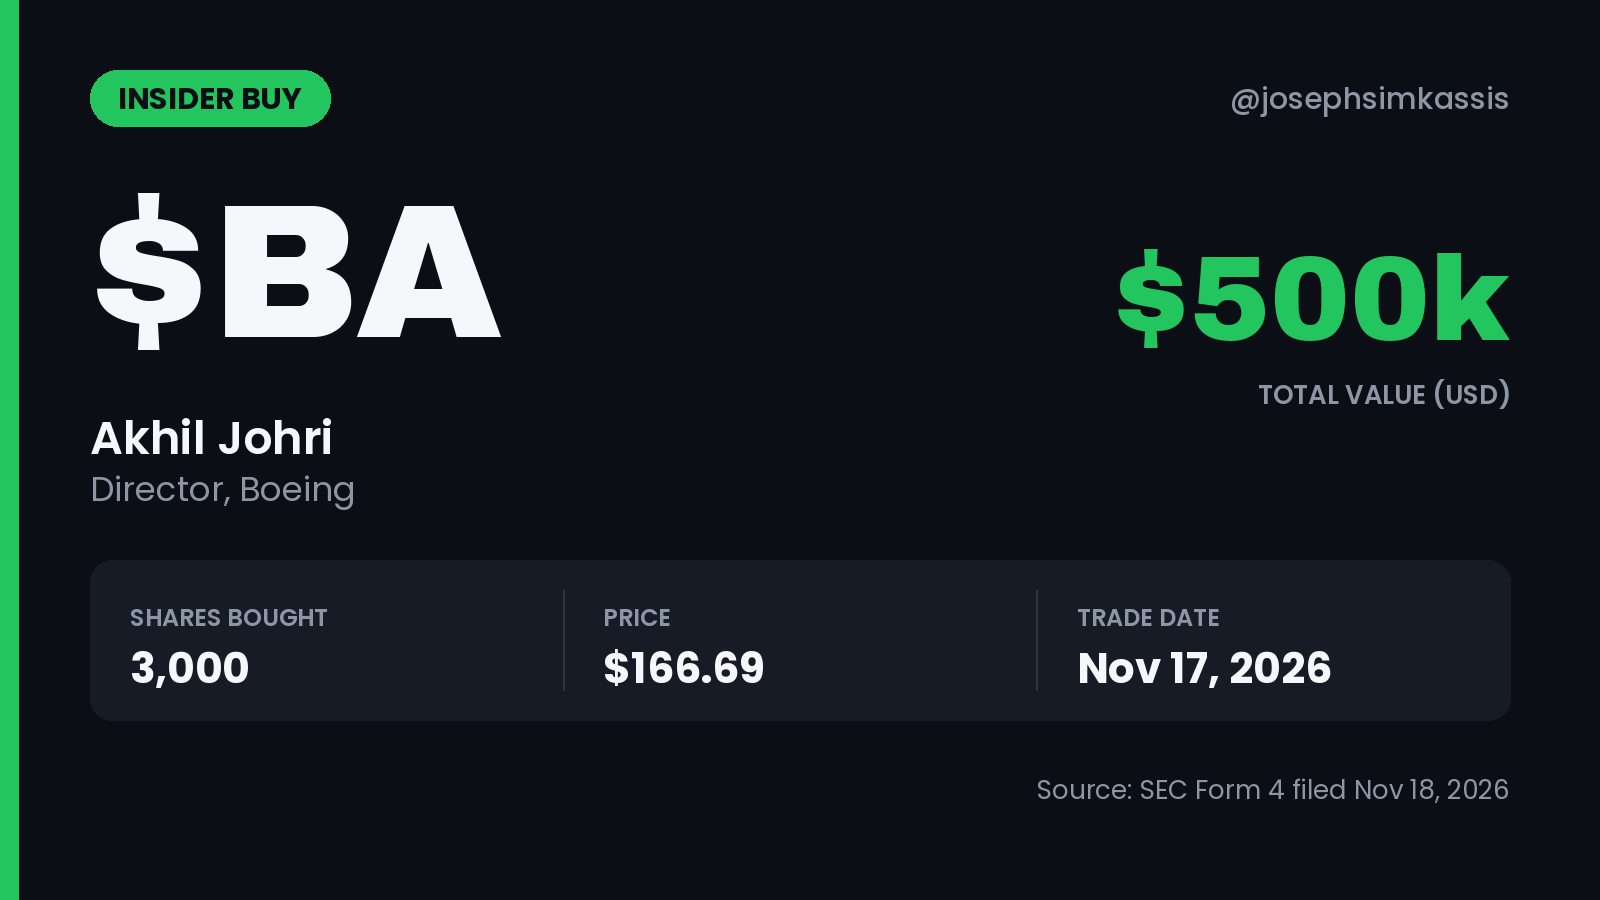 INSIDER BUY
@josephsimkassis
$BA
$500k
TOTAL VALUE (USD)
Akhil Johri
Director, Boeing
SHARES BOUGHT
3,000
PRICE
$166.69
TRADE DATE
Nov 17, 2026
Source: SEC Form 4 filed Nov 18, 2026